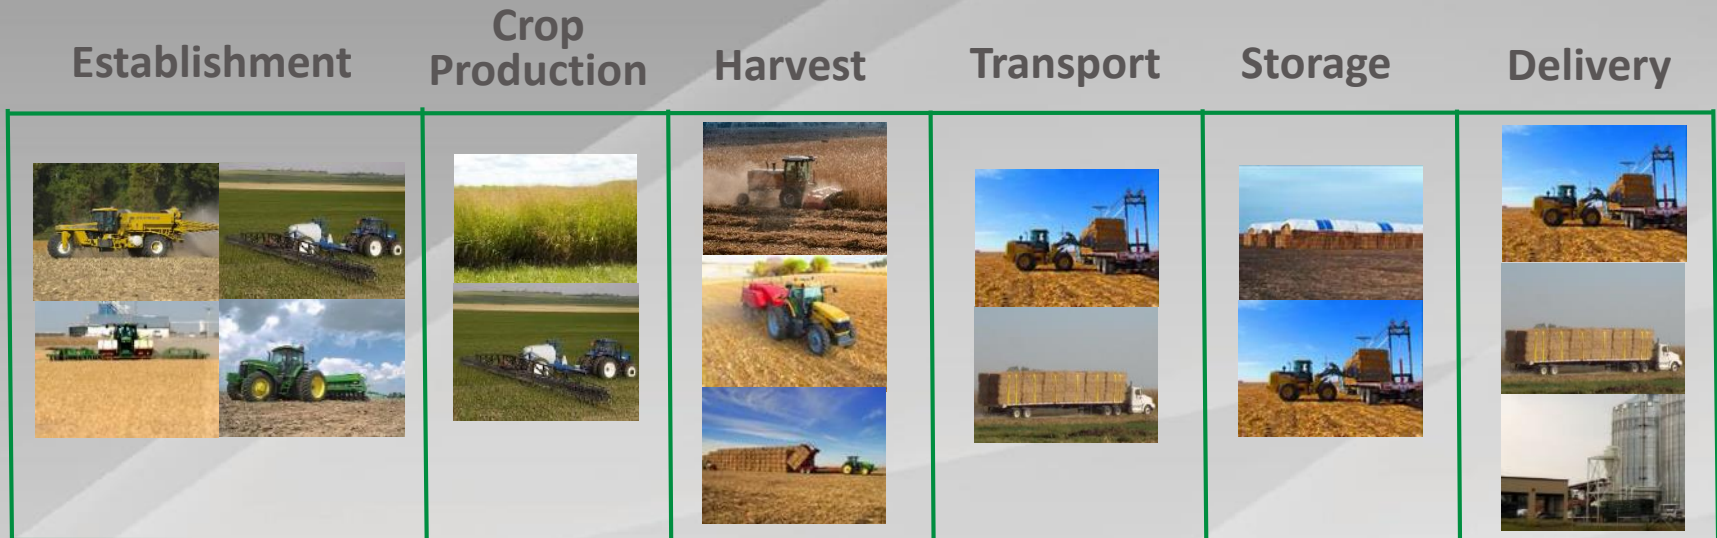 Establishment
Crop
Production
Harvest
Transport
Storage
Delivery